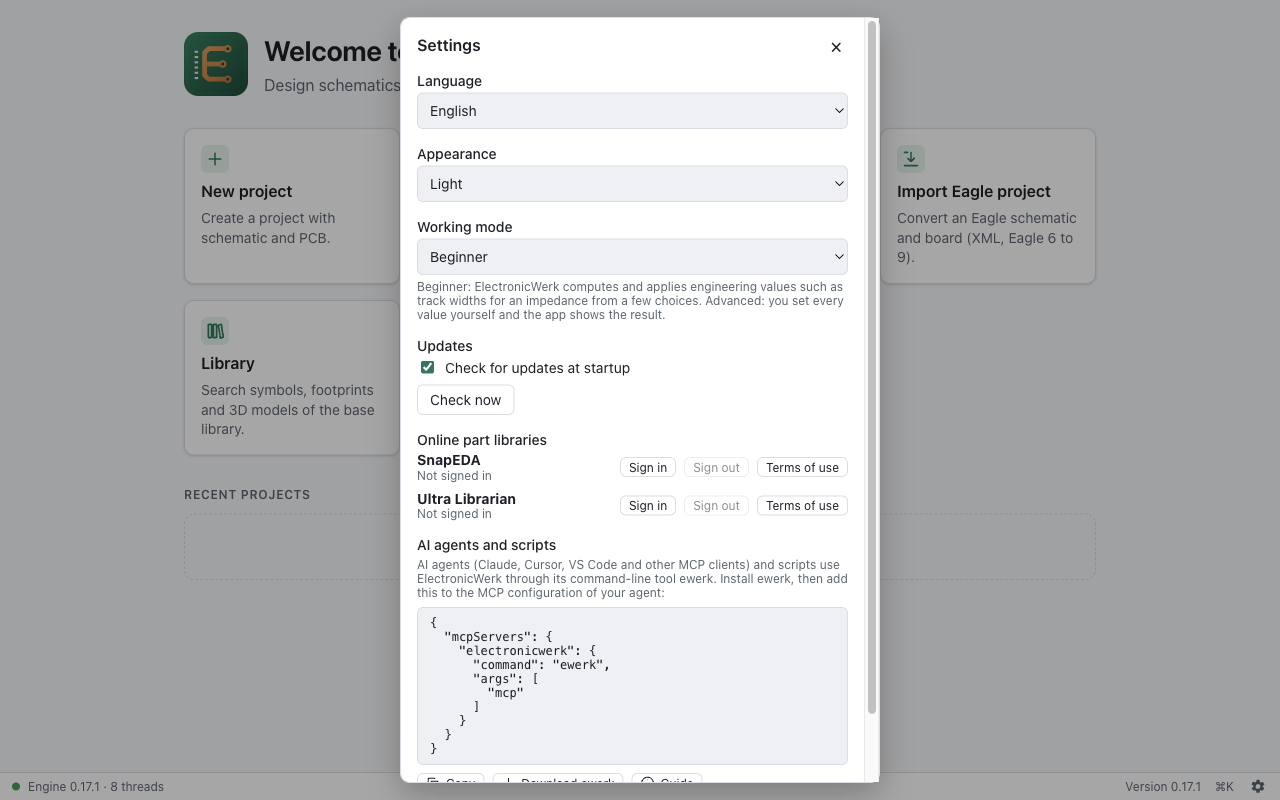 Welcome to
Design schematics
New project
Create a project with
schematic and PCB.
Import Eagle project
Convert an Eagle schematic
and board (XML, Eagle 6 to
9).
Library
Search symbols, footprints
and 3D models of the base
library.
RECENT PROJECTS
Settings
Language
English
Appearance
Light
Working mode
Beginner
Beginner: ElectronicWerk computes and applies engineering values such as
track widths for an impedance from a few choices. Advanced: you set every
value yourself and the app shows the result.
Updates
Check for updates at startup
Check now
Online part libraries
SnapEDA
Not signed in
Sign in Sign out Terms of use
Ultra Librarian
Not signed in
Sign in Sign out Terms of use
AI agents and scripts
AI agents (Claude, Cursor, VS Code and other MCP clients) and scripts use
ElectronicWerk through its command-line tool ewerk. Install ewerk, then add
this to the MCP configuration of your agent:
{
"mcpServers": {
"electronicwerk": {
"command": "ewerk",
"args": [
"mcp"
]
}
}
}
Copy Download ewerk Guide
Engine 0.17.1 · 8 threads
Version 0.17.1 ⌘K